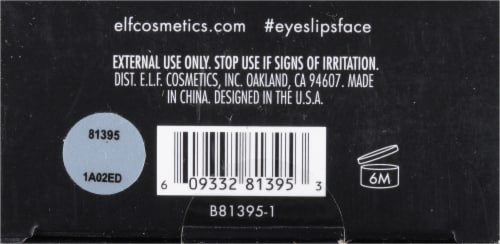 elfcosmetics.com #eyeslipsface
EXTERNAL USE ONLY. STOP USE IF SIGNS OF IRRITATION.
DIST. E.L.F. COSMETICS, INC. OAKLAND, CA 94607. MADE
IN CHINA. DESIGNED IN THE U.S.A.
81395
1A02ED
6 09332 81395 3
B81395-1
6M